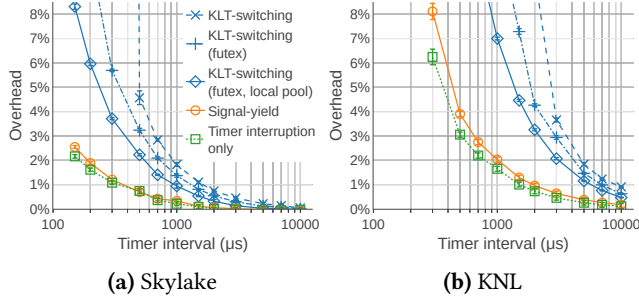 8%
7%
6%
5%
4%
3%
2%
1%
0%
Overhead
100
1000
10000
Timer interval (µs)
KLT-switching
KLT-switching
(futex)
KLT-switching
(futex, local pool)
Signal-yield
Timer interruption
only
(a) Skylake
8%
7%
6%
5%
4%
3%
2%
1%
0%
Overhead
100
1000
10000
Timer interval (µs)
(b) KNL